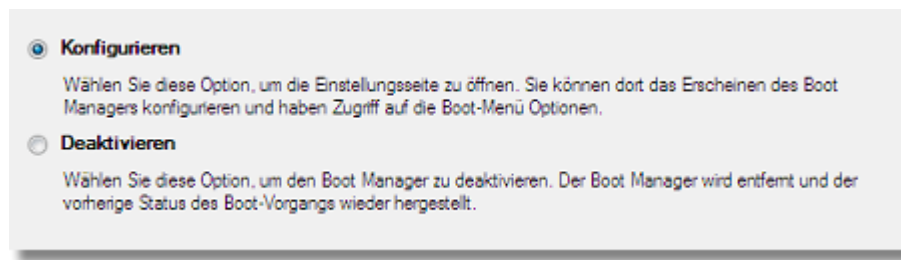 Konfigurieren
Wählen Sie diese Option, um die Einstellungsseite zu öffnen. Sie können dort das Erscheinen des Boot
Managers konfigurieren und haben Zugriff auf die Boot-Menü Optionen.
Deaktivieren
Wählen Sie diese Option, um den Boot Manager zu deaktivieren. Der Boot Manager wird entfernt und der
vorherige Status des Boot-Vorgangs wieder hergestellt.